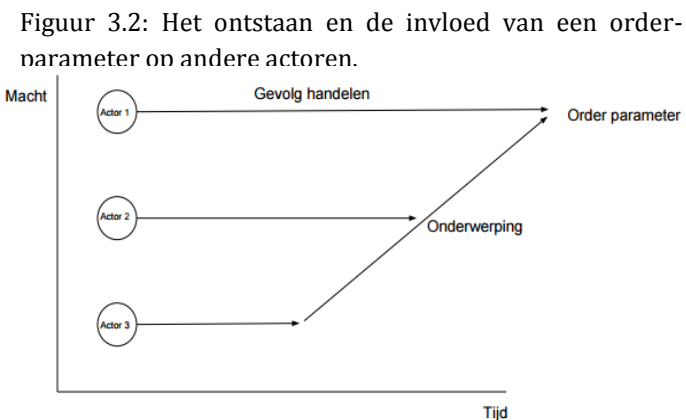 Figuur 3.2: Het ontstaan en de invloed van een order-
parameter op andere actoren.
Macht
Gevolg handelen
Actor 1
Order parameter
Actor 2
Onderwerping
Actor 3
Tijd